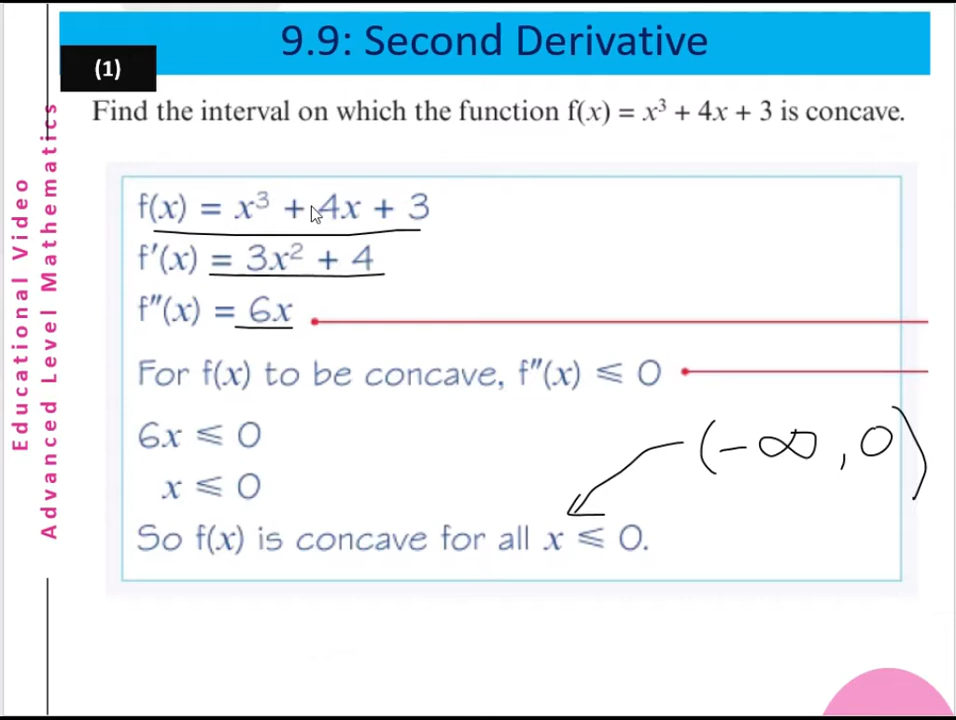 9.9: Second Derivative
(1)
Find the interval on which the function f(x) = x³ + 4x + 3 is concave.
f(x) = x³ + 4x + 3
f′(x) = 3x² + 4
f″(x) = 6x
For f(x) to be concave, f″(x) ⩽ 0
6x ⩽ 0
x ⩽ 0
(-∞, 0)
So f(x) is concave for all x ⩽ 0.
Educational Video
Advanced Level Mathematics